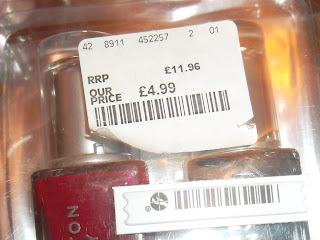 42 8911 452257 2 01
RRP £11.96
OUR PRICE £4.99